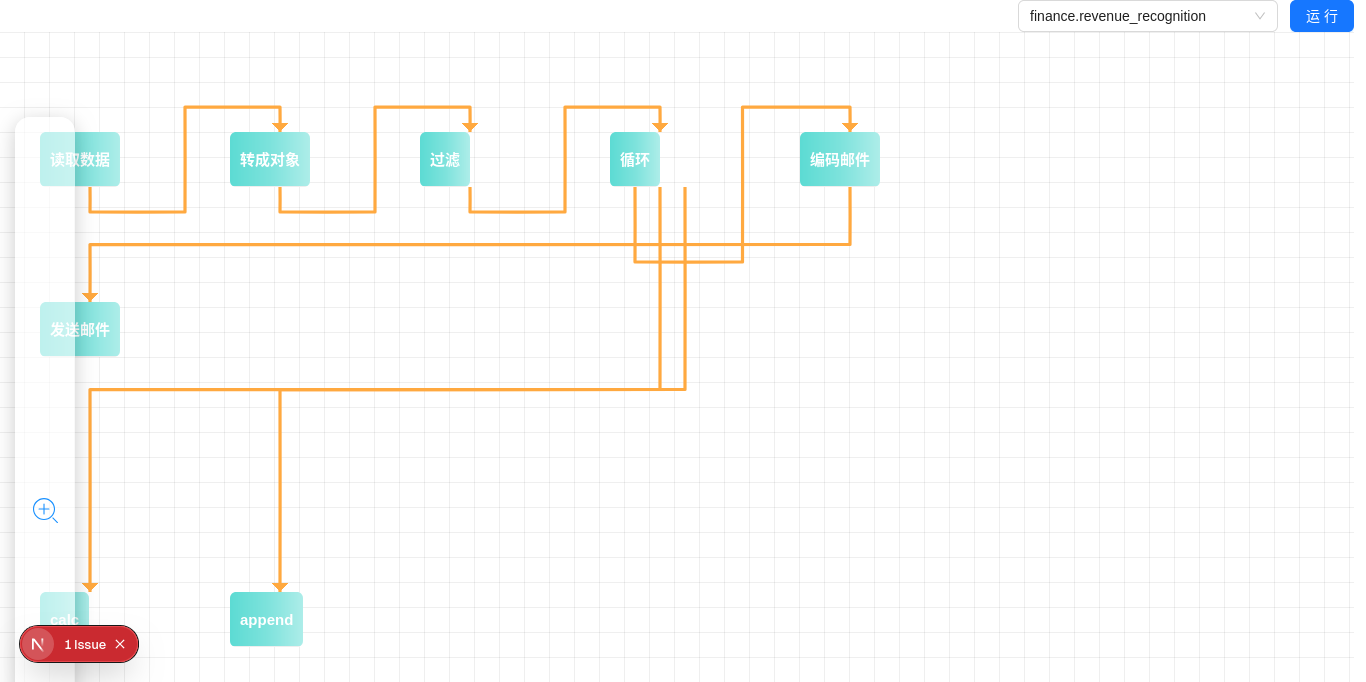 finance.revenue_recognition
运 行
读取数据
转成对象
过滤
循环
编码邮件
发送邮件
calc
append
1 Issue